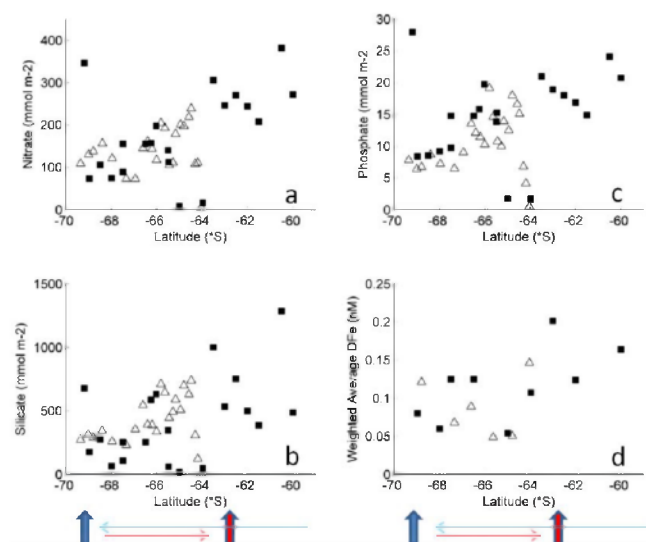 400
300
200
100
0
Nitrate (mmol m-2)
a
-70 -68 -66 -64 -62 -60
Latitude (*S)
30
25
20
15
10
5
0
Phosphate (mmol m-2)
c
-70 -68 -66 -64 -62 -60
Latitude (*S)
1500
1000
500
0
Silicate (mmol m-2)
b
-70 -68 -66 -64 -62 -60
Latitude (*S)
0.25
0.2
0.15
0.1
0.05
0
Weighted Average DFe (nM)
d
-70 -68 -66 -64 -62 -60
Latitude (*S)